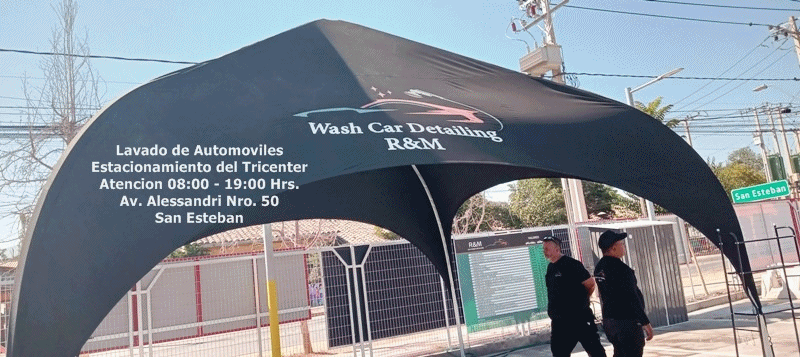 Wash Car Detailing
R&M
Lavado de Automoviles
Estacionamiento del Tricenter
Atencion 08:00 - 19:00 Hrs.
Av. Alessandri Nro. 50
San Esteban
San Esteban
R&M